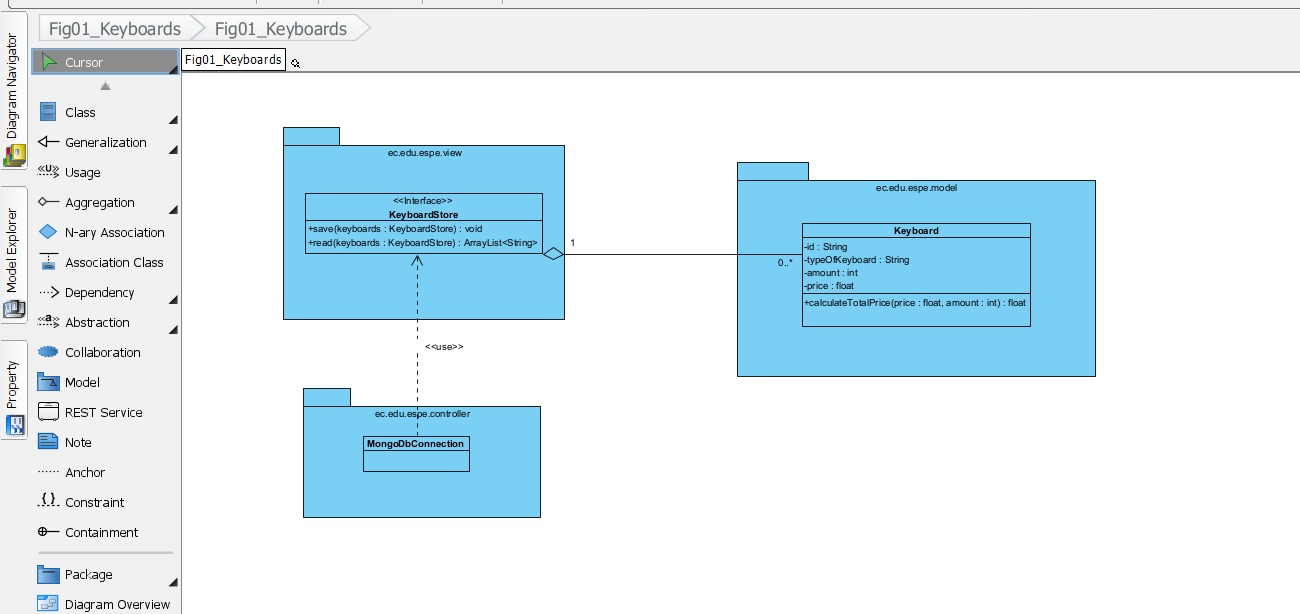 Fig01_Keyboards
Fig01_Keyboards
Diagram Navigator
Model Explorer
Property
Cursor
Class
Generalization
Usage
Aggregation
N-ary Association
Association Class
Dependency
Abstraction
Collaboration
Model
REST Service
Note
Anchor
Constraint
Containment
Package
Diagram Overview
Fig01_Keyboards
ec.edu.espe.view
<<Interface>>
KeyboardStore
+save(keyboards : KeyboardStore) : void
+read(keyboards : KeyboardStore) : ArrayList<String>
1
0..*
ec.edu.espe.model
Keyboard
-id : String
-typeOfKeyboard : String
-amount : int
-price : float
+calculateTotalPrice(price : float, amount : int) : float
<<use>>
ec.edu.espe.controller
MongoDbConnection